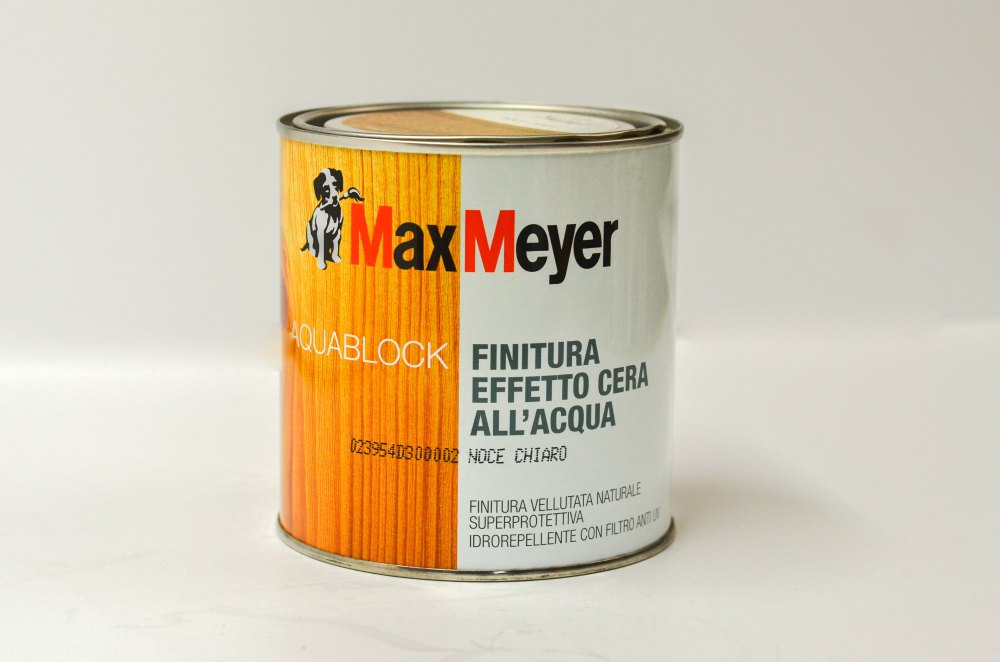 MaxMeyer
AQUABLOCK
FINITURA
EFFETTO CERA
ALL'ACQUA
023954D300002 NOCE CHIARO
FINITURA VELLUTATA NATURALE
SUPERPROTETTIVA
IDROREPELLENTE CON FILTRO ANTI UV